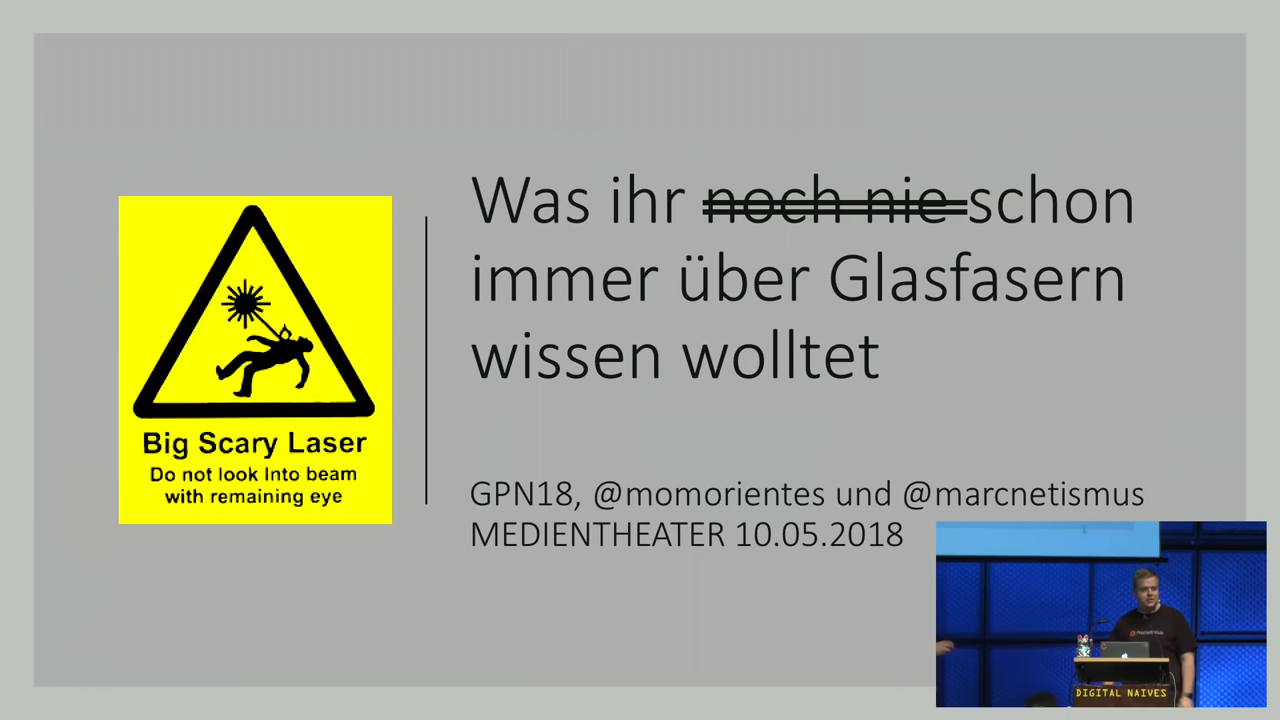 Was ihr noch nie schon
immer über Glasfasern
wissen wolltet
Big Scary Laser
Do not look Into beam
with remaining eye
GPN18, @momorientes und @marcnetismus
MEDIENTHEATER 10.05.2018
DIGITAL NAIVES